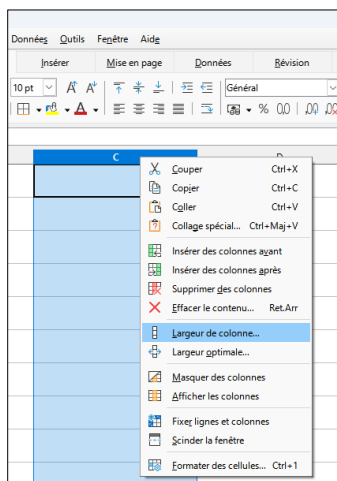 Données Outils Fenêtre Aide
Insérer Mise en page Données Révision
10 pt Général
% 0,0
C D
Couper Ctrl+X
Copier Ctrl+C
Coller Ctrl+V
Collage spécial... Ctrl+Maj+V
Insérer des colonnes avant
Insérer des colonnes après
Supprimer des colonnes
Effacer le contenu... Ret.Arr
Largeur de colonne...
Largeur optimale...
Masquer des colonnes
Afficher les colonnes
Fixer lignes et colonnes
Scinder la fenêtre
Formater des cellules... Ctrl+1